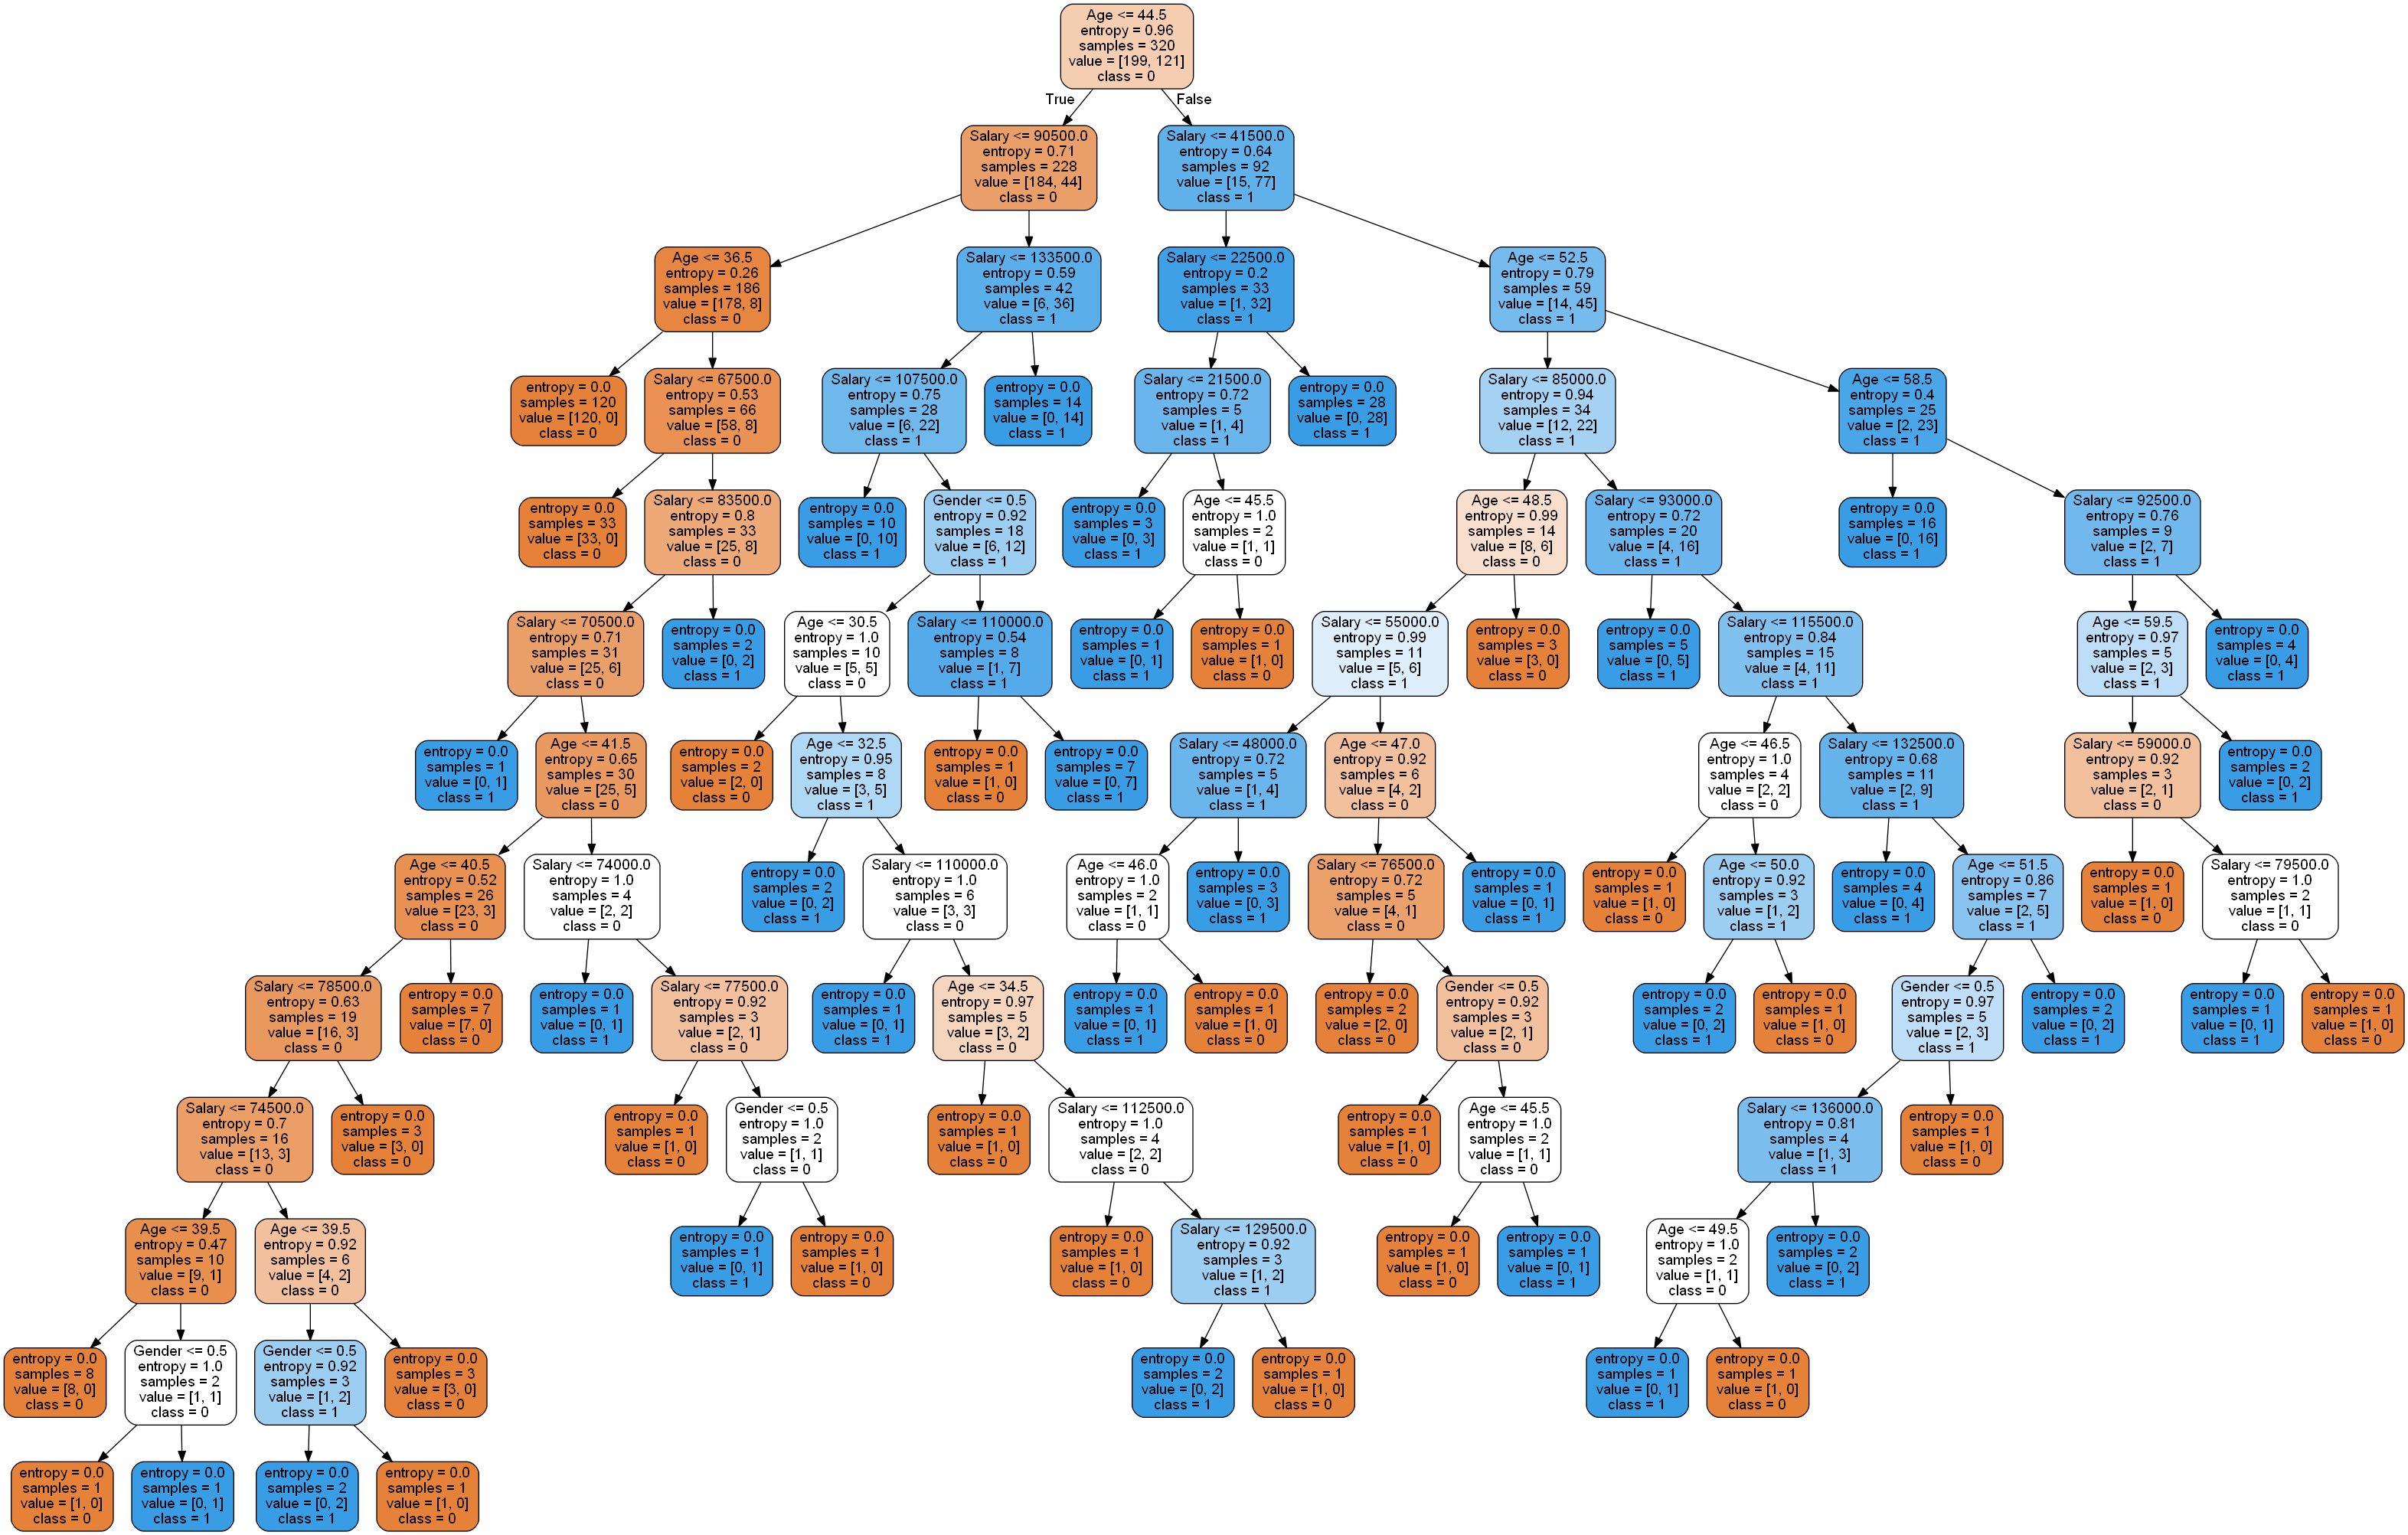 Age <= 44.5
entropy = 0.96
samples = 320
value = [199, 121]
class = 0
True
False
Salary <= 90500.0
entropy = 0.71
samples = 228
value = [184, 44]
class = 0
Salary <= 41500.0
entropy = 0.64
samples = 92
value = [15, 77]
class = 1
Age <= 36.5
entropy = 0.26
samples = 186
value = [178, 8]
class = 0
Salary <= 133500.0
entropy = 0.59
samples = 42
value = [6, 36]
class = 1
Salary <= 22500.0
entropy = 0.2
samples = 33
value = [1, 32]
class = 1
Age <= 52.5
entropy = 0.79
samples = 59
value = [14, 45]
class = 1
entropy = 0.0
samples = 120
value = [120, 0]
class = 0
Salary <= 67500.0
entropy = 0.53
samples = 66
value = [58, 8]
class = 0
Salary <= 107500.0
entropy = 0.75
samples = 28
value = [6, 22]
class = 1
entropy = 0.0
samples = 14
value = [0, 14]
class = 1
Salary <= 21500.0
entropy = 0.72
samples = 5
value = [1, 4]
class = 1
entropy = 0.0
samples = 28
value = [0, 28]
class = 1
Salary <= 85000.0
entropy = 0.94
samples = 34
value = [12, 22]
class = 1
Age <= 58.5
entropy = 0.4
samples = 25
value = [2, 23]
class = 1
entropy = 0.0
samples = 33
value = [33, 0]
class = 0
Salary <= 83500.0
entropy = 0.8
samples = 33
value = [25, 8]
class = 0
entropy = 0.0
samples = 10
value = [0, 10]
class = 1
Gender <= 0.5
entropy = 0.92
samples = 18
value = [6, 12]
class = 1
entropy = 0.0
samples = 3
value = [0, 3]
class = 1
Age <= 45.5
entropy = 1.0
samples = 2
value = [1, 1]
class = 0
Age <= 48.5
entropy = 0.99
samples = 14
value = [8, 6]
class = 0
Salary <= 93000.0
entropy = 0.72
samples = 20
value = [4, 16]
class = 1
entropy = 0.0
samples = 16
value = [0, 16]
class = 1
Salary <= 92500.0
entropy = 0.76
samples = 9
value = [2, 7]
class = 1
Salary <= 70500.0
entropy = 0.71
samples = 31
value = [25, 6]
class = 0
entropy = 0.0
samples = 2
value = [0, 2]
class = 1
Age <= 30.5
entropy = 1.0
samples = 10
value = [5, 5]
class = 0
Salary <= 110000.0
entropy = 0.54
samples = 8
value = [1, 7]
class = 1
entropy = 0.0
samples = 1
value = [0, 1]
class = 1
entropy = 0.0
samples = 1
value = [1, 0]
class = 0
Salary <= 55000.0
entropy = 0.99
samples = 11
value = [5, 6]
class = 1
entropy = 0.0
samples = 3
value = [3, 0]
class = 0
entropy = 0.0
samples = 5
value = [0, 5]
class = 1
Salary <= 115500.0
entropy = 0.84
samples = 15
value = [4, 11]
class = 1
Age <= 59.5
entropy = 0.97
samples = 5
value = [2, 3]
class = 1
entropy = 0.0
samples = 4
value = [0, 4]
class = 1
entropy = 0.0
samples = 1
value = [0, 1]
class = 1
Age <= 41.5
entropy = 0.65
samples = 30
value = [25, 5]
class = 0
entropy = 0.0
samples = 2
value = [2, 0]
class = 0
Age <= 32.5
entropy = 0.95
samples = 8
value = [3, 5]
class = 1
entropy = 0.0
samples = 1
value = [1, 0]
class = 0
entropy = 0.0
samples = 7
value = [0, 7]
class = 1
Salary <= 48000.0
entropy = 0.72
samples = 5
value = [1, 4]
class = 1
Age <= 47.0
entropy = 0.92
samples = 6
value = [4, 2]
class = 0
Age <= 46.5
entropy = 1.0
samples = 4
value = [2, 2]
class = 0
Salary <= 132500.0
entropy = 0.68
samples = 11
value = [2, 9]
class = 1
Salary <= 59000.0
entropy = 0.92
samples = 3
value = [2, 1]
class = 0
entropy = 0.0
samples = 2
value = [0, 2]
class = 1
Age <= 40.5
entropy = 0.52
samples = 26
value = [23, 3]
class = 0
Salary <= 74000.0
entropy = 1.0
samples = 4
value = [2, 2]
class = 0
entropy = 0.0
samples = 2
value = [0, 2]
class = 1
Salary <= 110000.0
entropy = 1.0
samples = 6
value = [3, 3]
class = 0
Age <= 46.0
entropy = 1.0
samples = 2
value = [1, 1]
class = 0
entropy = 0.0
samples = 3
value = [0, 3]
class = 1
Salary <= 76500.0
entropy = 0.72
samples = 5
value = [4, 1]
class = 0
entropy = 0.0
samples = 1
value = [0, 1]
class = 1
entropy = 0.0
samples = 1
value = [1, 0]
class = 0
Age <= 50.0
entropy = 0.92
samples = 3
value = [1, 2]
class = 1
entropy = 0.0
samples = 4
value = [0, 4]
class = 1
Age <= 51.5
entropy = 0.86
samples = 7
value = [2, 5]
class = 1
entropy = 0.0
samples = 1
value = [1, 0]
class = 0
Salary <= 79500.0
entropy = 1.0
samples = 2
value = [1, 1]
class = 0
Salary <= 78500.0
entropy = 0.63
samples = 19
value = [16, 3]
class = 0
entropy = 0.0
samples = 7
value = [7, 0]
class = 0
entropy = 0.0
samples = 1
value = [0, 1]
class = 1
Salary <= 77500.0
entropy = 0.92
samples = 3
value = [2, 1]
class = 0
entropy = 0.0
samples = 1
value = [0, 1]
class = 1
Age <= 34.5
entropy = 0.97
samples = 5
value = [3, 2]
class = 0
entropy = 0.0
samples = 1
value = [0, 1]
class = 1
entropy = 0.0
samples = 1
value = [1, 0]
class = 0
entropy = 0.0
samples = 2
value = [2, 0]
class = 0
Gender <= 0.5
entropy = 0.92
samples = 3
value = [2, 1]
class = 0
entropy = 0.0
samples = 2
value = [0, 2]
class = 1
entropy = 0.0
samples = 1
value = [1, 0]
class = 0
Gender <= 0.5
entropy = 0.97
samples = 5
value = [2, 3]
class = 1
entropy = 0.0
samples = 2
value = [0, 2]
class = 1
entropy = 0.0
samples = 1
value = [0, 1]
class = 1
entropy = 0.0
samples = 1
value = [1, 0]
class = 0
Salary <= 74500.0
entropy = 0.7
samples = 16
value = [13, 3]
class = 0
entropy = 0.0
samples = 3
value = [3, 0]
class = 0
entropy = 0.0
samples = 1
value = [1, 0]
class = 0
Gender <= 0.5
entropy = 1.0
samples = 2
value = [1, 1]
class = 0
entropy = 0.0
samples = 1
value = [1, 0]
class = 0
Salary <= 112500.0
entropy = 1.0
samples = 4
value = [2, 2]
class = 0
entropy = 0.0
samples = 1
value = [1, 0]
class = 0
Age <= 45.5
entropy = 1.0
samples = 2
value = [1, 1]
class = 0
Salary <= 136000.0
entropy = 0.81
samples = 4
value = [1, 3]
class = 1
entropy = 0.0
samples = 1
value = [1, 0]
class = 0
Age <= 39.5
entropy = 0.47
samples = 10
value = [9, 1]
class = 0
Age <= 39.5
entropy = 0.92
samples = 6
value = [4, 2]
class = 0
entropy = 0.0
samples = 1
value = [0, 1]
class = 1
entropy = 0.0
samples = 1
value = [1, 0]
class = 0
entropy = 0.0
samples = 1
value = [1, 0]
class = 0
Salary <= 129500.0
entropy = 0.92
samples = 3
value = [1, 2]
class = 1
entropy = 0.0
samples = 1
value = [1, 0]
class = 0
entropy = 0.0
samples = 1
value = [0, 1]
class = 1
Age <= 49.5
entropy = 1.0
samples = 2
value = [1, 1]
class = 0
entropy = 0.0
samples = 2
value = [0, 2]
class = 1
entropy = 0.0
samples = 8
value = [8, 0]
class = 0
Gender <= 0.5
entropy = 1.0
samples = 2
value = [1, 1]
class = 0
Gender <= 0.5
entropy = 0.92
samples = 3
value = [1, 2]
class = 1
entropy = 0.0
samples = 3
value = [3, 0]
class = 0
entropy = 0.0
samples = 2
value = [0, 2]
class = 1
entropy = 0.0
samples = 1
value = [1, 0]
class = 0
entropy = 0.0
samples = 1
value = [0, 1]
class = 1
entropy = 0.0
samples = 1
value = [1, 0]
class = 0
entropy = 0.0
samples = 1
value = [1, 0]
class = 0
entropy = 0.0
samples = 1
value = [0, 1]
class = 1
entropy = 0.0
samples = 2
value = [0, 2]
class = 1
entropy = 0.0
samples = 1
value = [1, 0]
class = 0